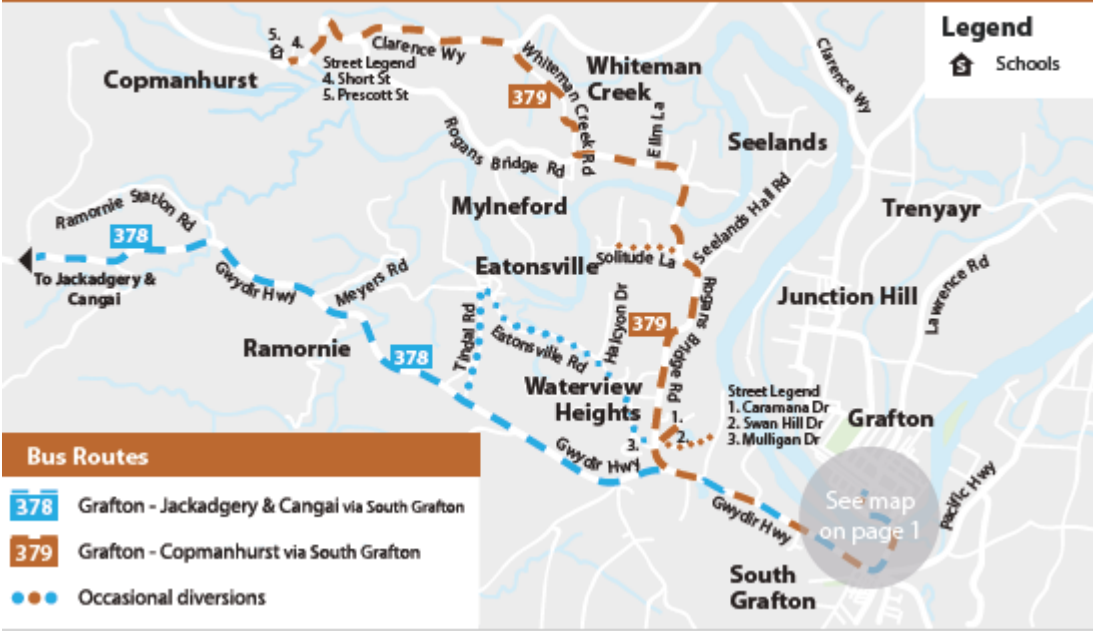 Legend
Schools
5.
4.
Clarence Wy
Street Legend
4. Short St
5. Prescott St
Copmanhurst
Whiteman Creek Rd
379
Whiteman
Creek
Ellm La
Clarence Wy
Rogans Bridge Rd
Seelands
Mylneford
Seelands Hall Rd
Trenyayr
Ramornie Station Rd
378
To Jackadgery &
Cangai
Gwydir Hwy
Meyers Rd
Eatonsville
Solitude La
Rogans Bridge Rd
Junction Hill
Lawrence Rd
Ramornie
378
Tindal Rd
Eatonsville Rd
Halcyon Dr
379
Waterview
Heights
1.
2.
3.
Street Legend
1. Caramana Dr
2. Swan Hill Dr
3. Mulligan Dr
Grafton
Gwydir Hwy
Gwydir Hwy
See map
on page 1
Pacific Hwy
South
Grafton
Bus Routes
378 Grafton - Jackadgery & Cangai via South Grafton
379 Grafton - Copmanhurst via South Grafton
Occasional diversions